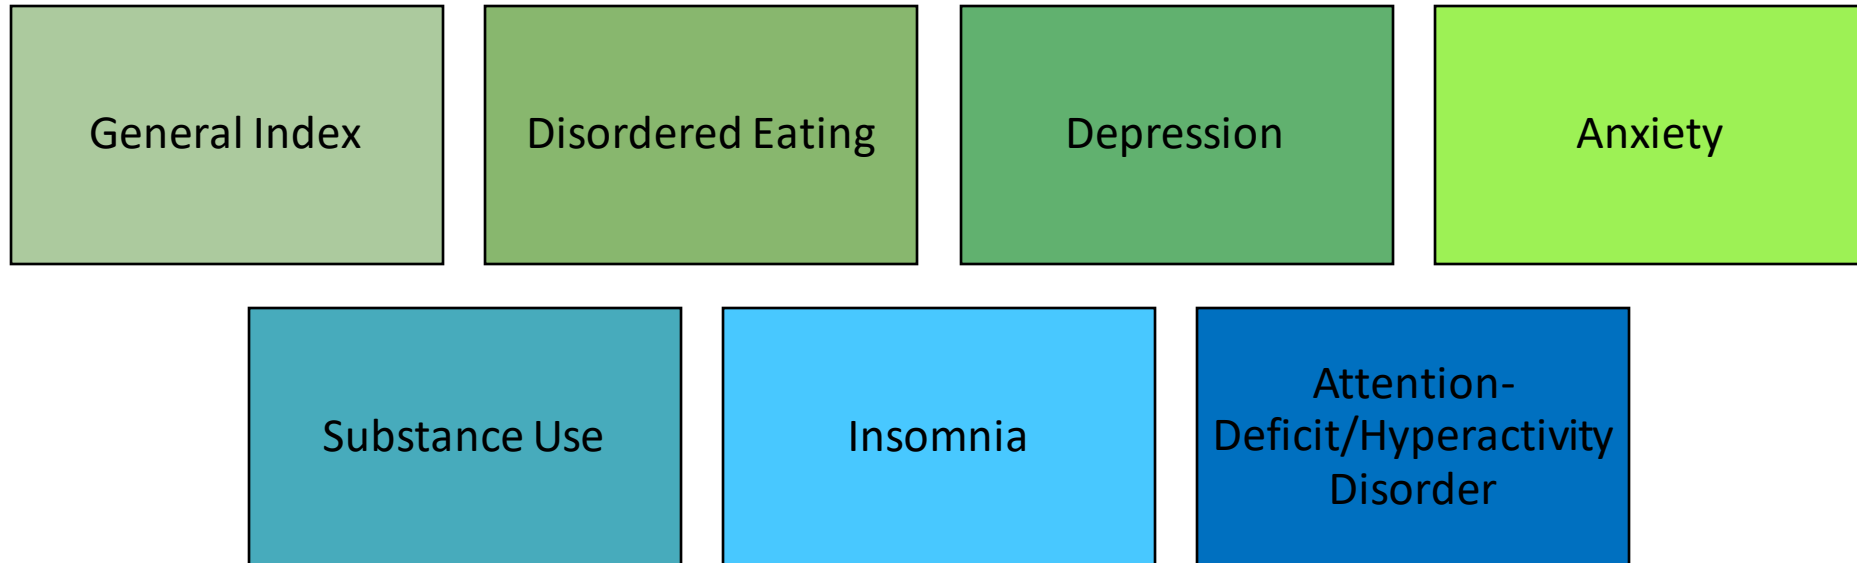 General Index
Disordered Eating
Depression
Anxiety
Substance Use
Insomnia
Attention-
Deficit/Hyperactivity
Disorder